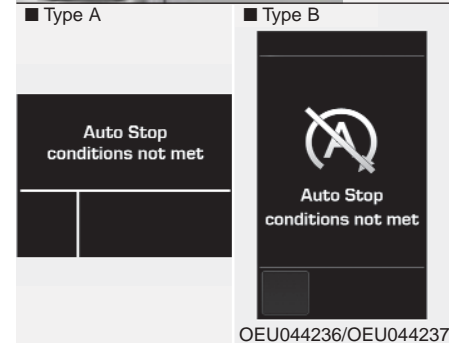 ■ Type A
■ Type B
Auto Stop
conditions not met
A
Auto Stop
conditions not met
OEU044236/OEU044237